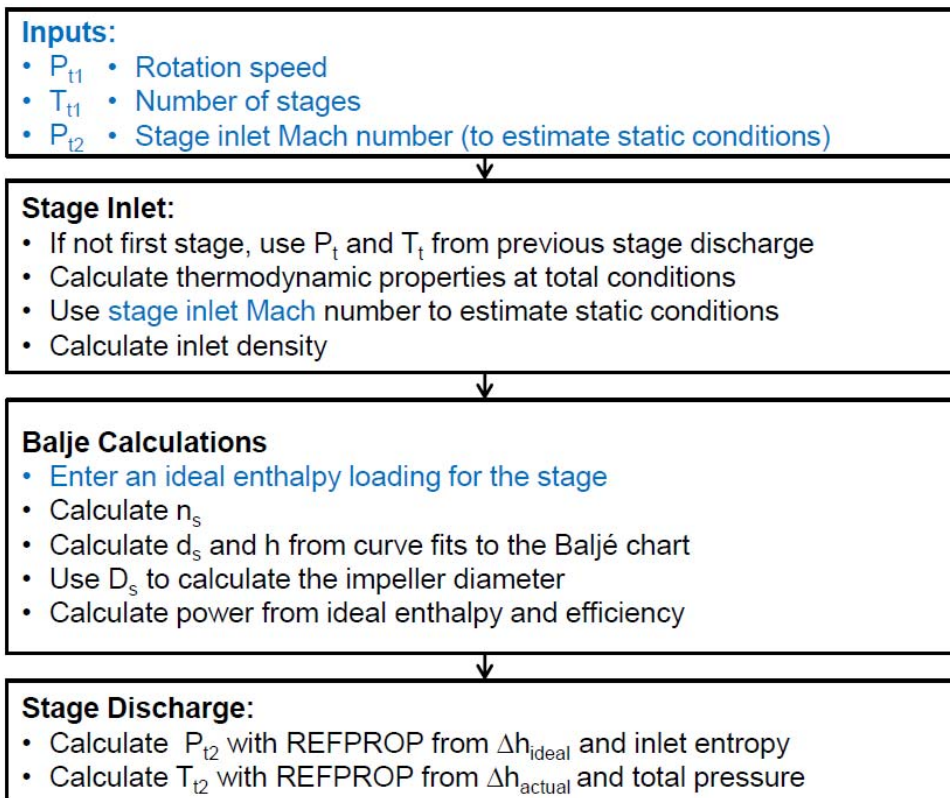 Inputs:
• Pt1 • Rotation speed
• Tt1 • Number of stages
• Pt2 • Stage inlet Mach number (to estimate static conditions)
Stage Inlet:
• If not first stage, use Pt and Tt from previous stage discharge
• Calculate thermodynamic properties at total conditions
• Use stage inlet Mach number to estimate static conditions
• Calculate inlet density
Balje Calculations
• Enter an ideal enthalpy loading for the stage
• Calculate ns
• Calculate ds and h from curve fits to the Baljé chart
• Use Ds to calculate the impeller diameter
• Calculate power from ideal enthalpy and efficiency
Stage Discharge:
• Calculate Pt2 with REFPROP from Δhideal and inlet entropy
• Calculate Tt2 with REFPROP from Δhactual and total pressure